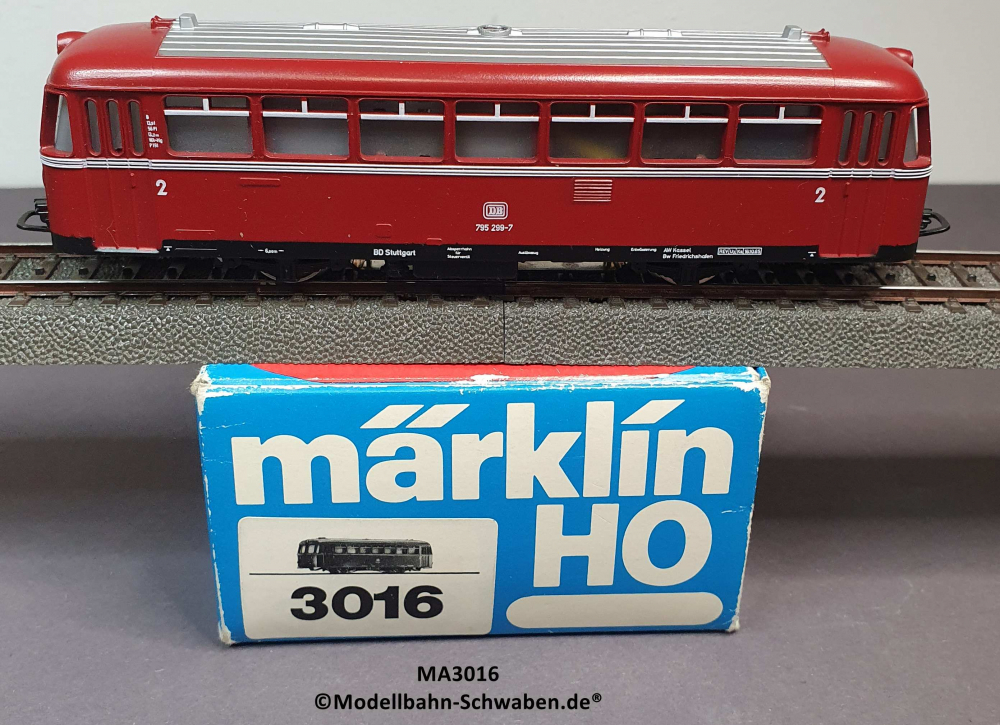 2
2
DB
795 299-7
BD Stuttgart
AW Kassel
Bw Friedrichshafen
märklin
HO
3016
MA3016
©Modellbahn-Schwaben.de®